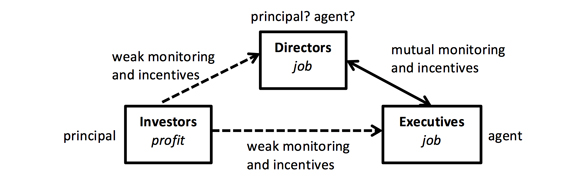 principal? agent?
weak monitoring
and incentives
Directors
job
mutual monitoring
and incentives
principal
Investors
profit
weak monitoring
and incentives
Executives
job
agent